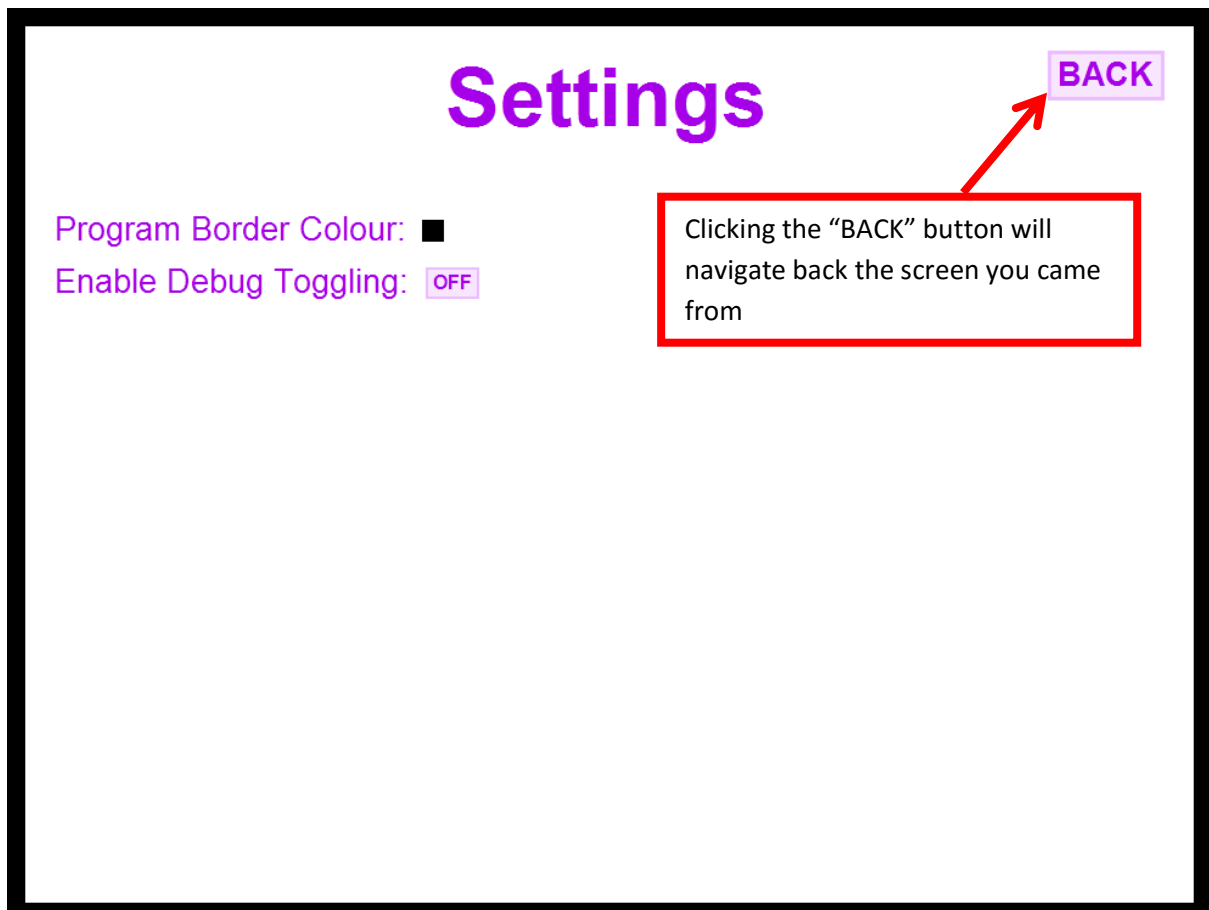 Settings
BACK
Program Border Colour:
Enable Debug Toggling: OFF
Clicking the “BACK” button will
navigate back the screen you came
from